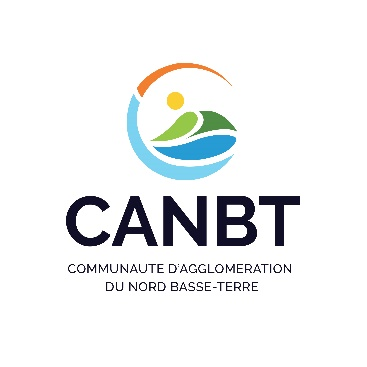 CANBT
COMMUNAUTE D'AGGLOMERATION
DU NORD BASSE-TERRE